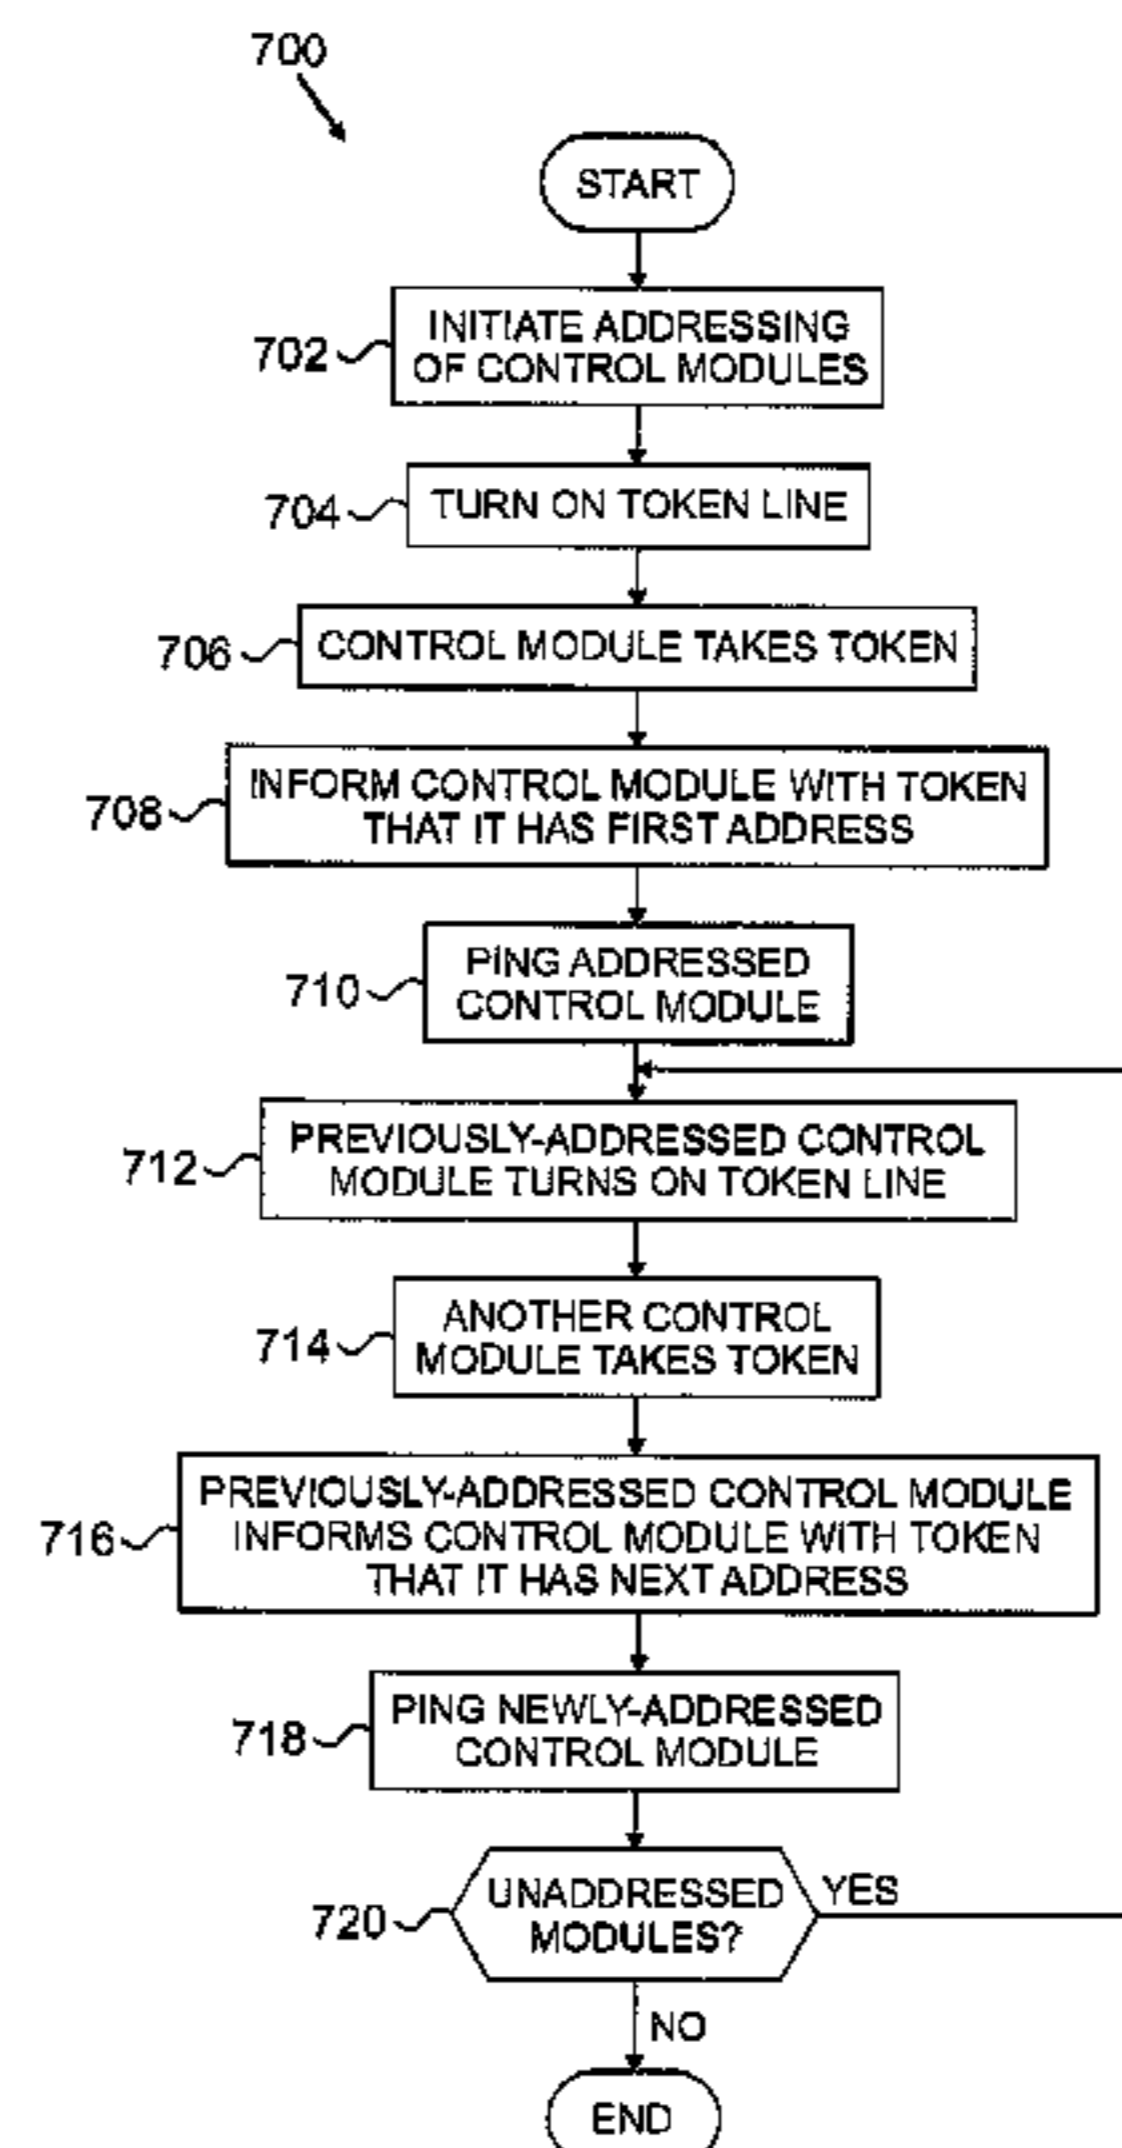 700
START
702
INITIATE ADDRESSING
OF CONTROL MODULES
704
TURN ON TOKEN LINE
706
CONTROL MODULE TAKES TOKEN
708
INFORM CONTROL MODULE WITH TOKEN
THAT IT HAS FIRST ADDRESS
710
PING ADDRESSED
CONTROL MODULE
712
PREVIOUSLY-ADDRESSED CONTROL
MODULE TURNS ON TOKEN LINE
714
ANOTHER CONTROL
MODULE TAKES TOKEN
716
PREVIOUSLY-ADDRESSED CONTROL MODULE
INFORMS CONTROL MODULE WITH TOKEN
THAT IT HAS NEXT ADDRESS
718
PING NEWLY-ADDRESSED
CONTROL MODULE
720
UNADDRESSED
MODULES?
YES
NO
END